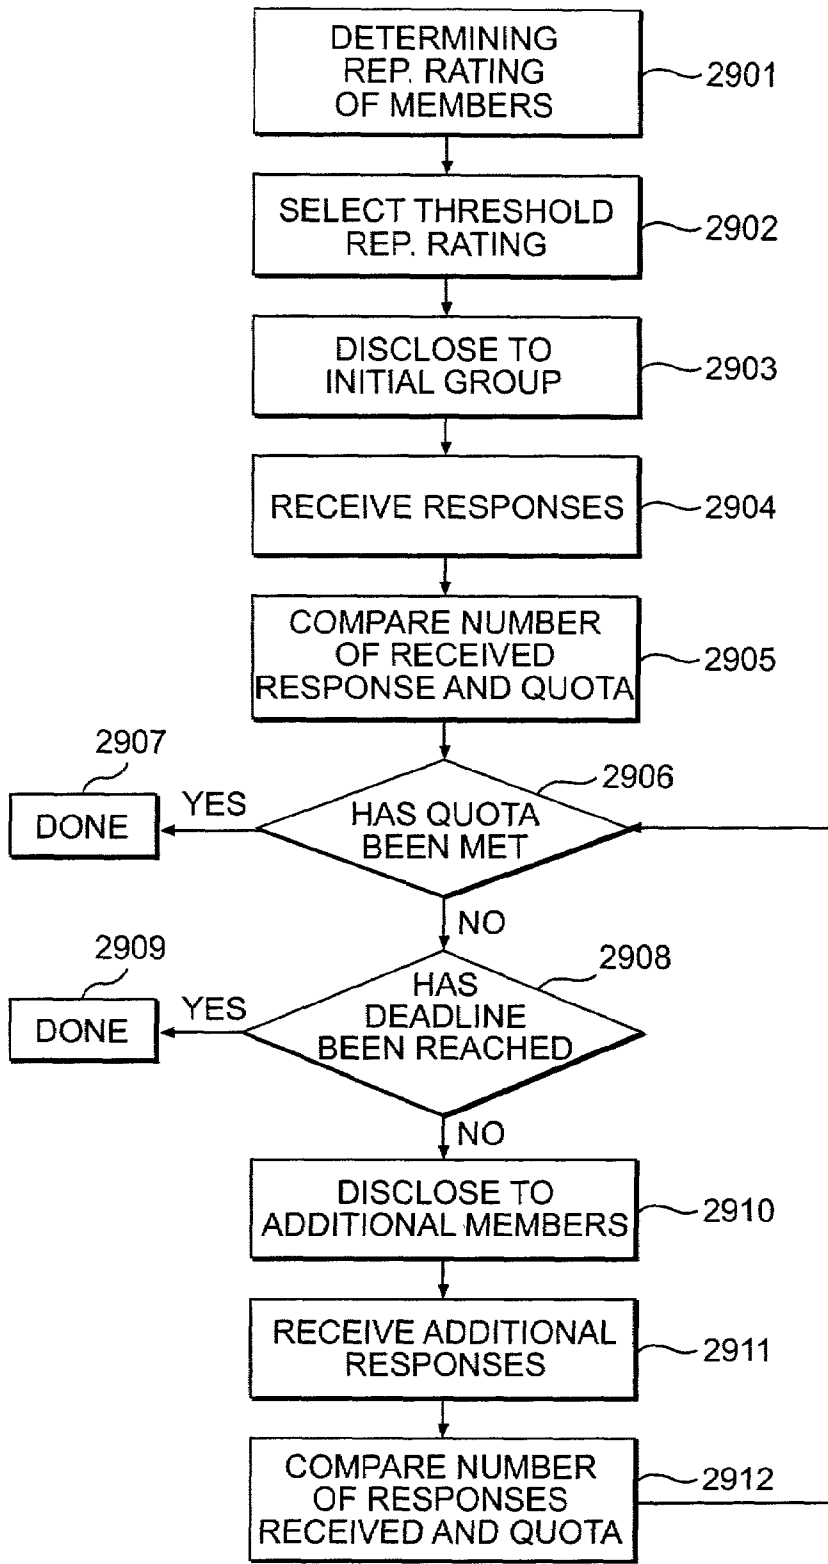 DETERMINING
REP. RATING
OF MEMBERS
2901
SELECT THRESHOLD
REP. RATING
2902
DISCLOSE TO
INITIAL GROUP
2903
RECEIVE RESPONSES
2904
COMPARE NUMBER
OF RECEIVED
RESPONSE AND QUOTA
2905
2907
DONE
YES
HAS QUOTA
BEEN MET
2906
NO
2909
DONE
YES
HAS
DEADLINE
BEEN REACHED
2908
NO
DISCLOSE TO
ADDITIONAL MEMBERS
2910
RECEIVE ADDITIONAL
RESPONSES
2911
COMPARE NUMBER
OF RESPONSES
RECEIVED AND QUOTA
2912